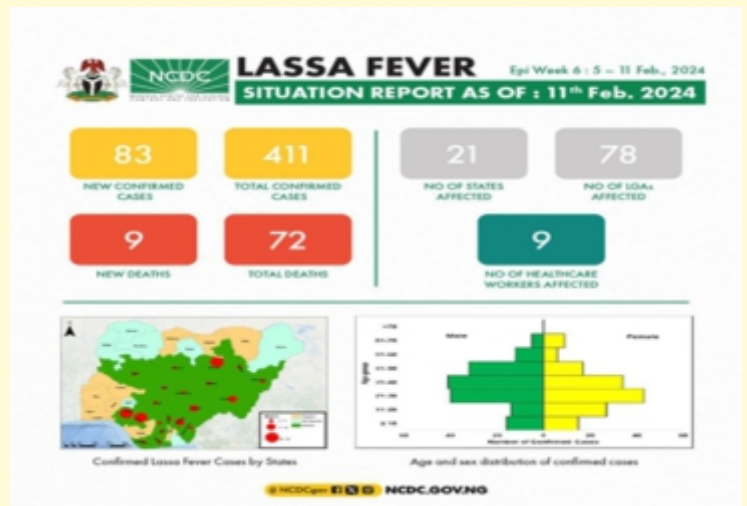 NCDC
LASSA FEVER
Epi Week 6 : 5 – 11 Feb., 2024
SITUATION REPORT AS OF : 11th Feb. 2024
83
NEW CONFIRMED
CASES
411
TOTAL CONFIRMED
CASES
21
NO OF STATES
AFFECTED
78
NO OF LGAs
AFFECTED
9
NEW DEATHS
72
TOTAL DEATHS
9
NO OF HEALTHCARE
WORKERS AFFECTED
Male
Female
Number of Confirmed Cases
Confirmed Lassa Fever Cases by States
Age and sex distribution of confirmed cases
NCDCgov
NCDC.GOV.NG